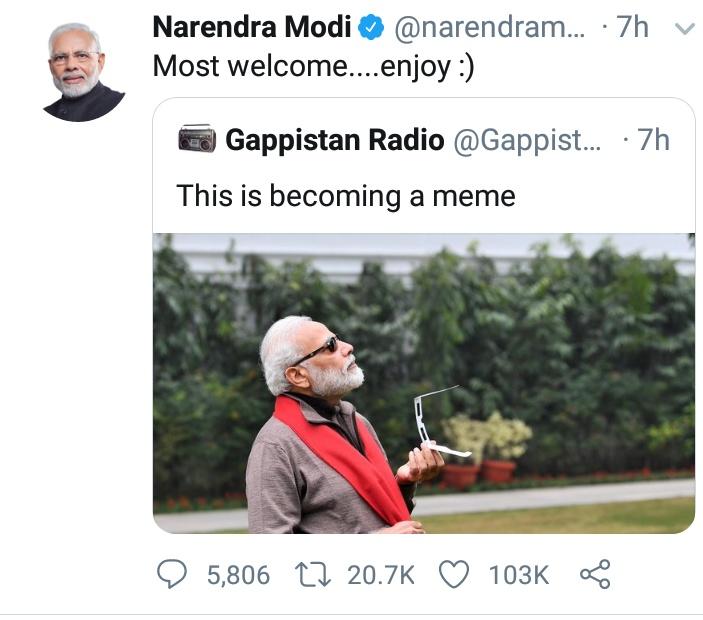 Narendra Modi @narendram... · 7h
Most welcome....enjoy :)
Gappistan Radio @Gappist... · 7h
This is becoming a meme
5,806 20.7K 103K